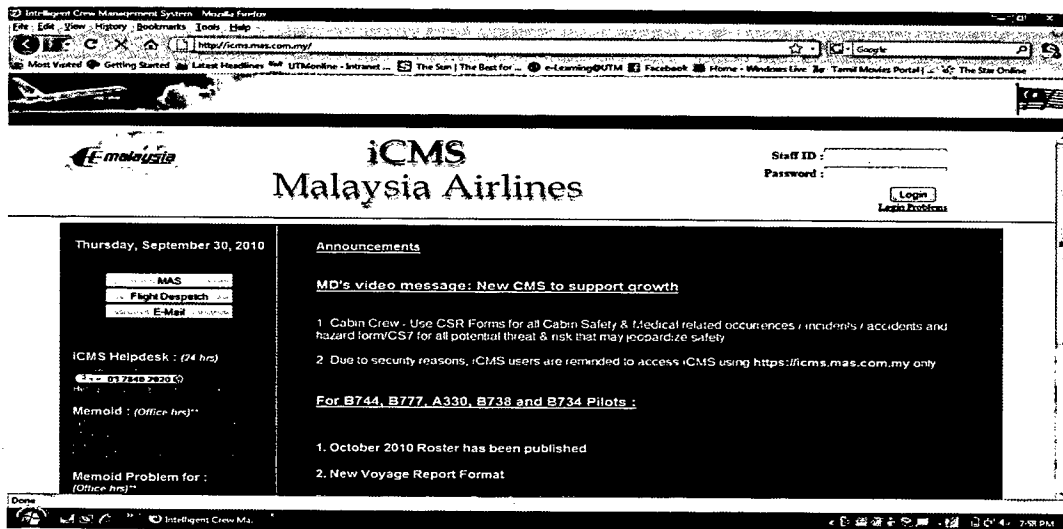 Intelligent Crew Management System - Mozilla Firefox
File Edit View History Bookmarks Tools Help
http://icms.mas.com.my/
Google
Most Visited Getting Started Latest Headlines UTMonline - Intranet ... The Sun | The Best for ... e-Learning@UTM Facebook Home - Windows Live Tamil Movies Portal | The Star Online
malaysia
iCMS
Malaysia Airlines
Staff ID :
Password :
Login
Login Problems
Thursday, September 30, 2010
MAS
Flight Despatch
E-Mail
iCMS Helpdesk : (24 hrs)
03 7840 2920
Memoid : (Office hrs)**
Memoid Problem for :
(Office hrs)**
Announcements
MD's video message: New CMS to support growth
1 Cabin Crew - Use CSR Forms for all Cabin Safety & Medical related occurrences / incidents / accidents and
hazard form/CS7 for all potential threat & risk that may jeopardize safety
2 Due to security reasons, iCMS users are reminded to access iCMS using https://icms.mas.com.my only
For B744, B777, A330, B738 and B734 Pilots :
1. October 2010 Roster has been published
2. New Voyage Report Format
Done
Intelligent Crew Ma...
7:58 PM